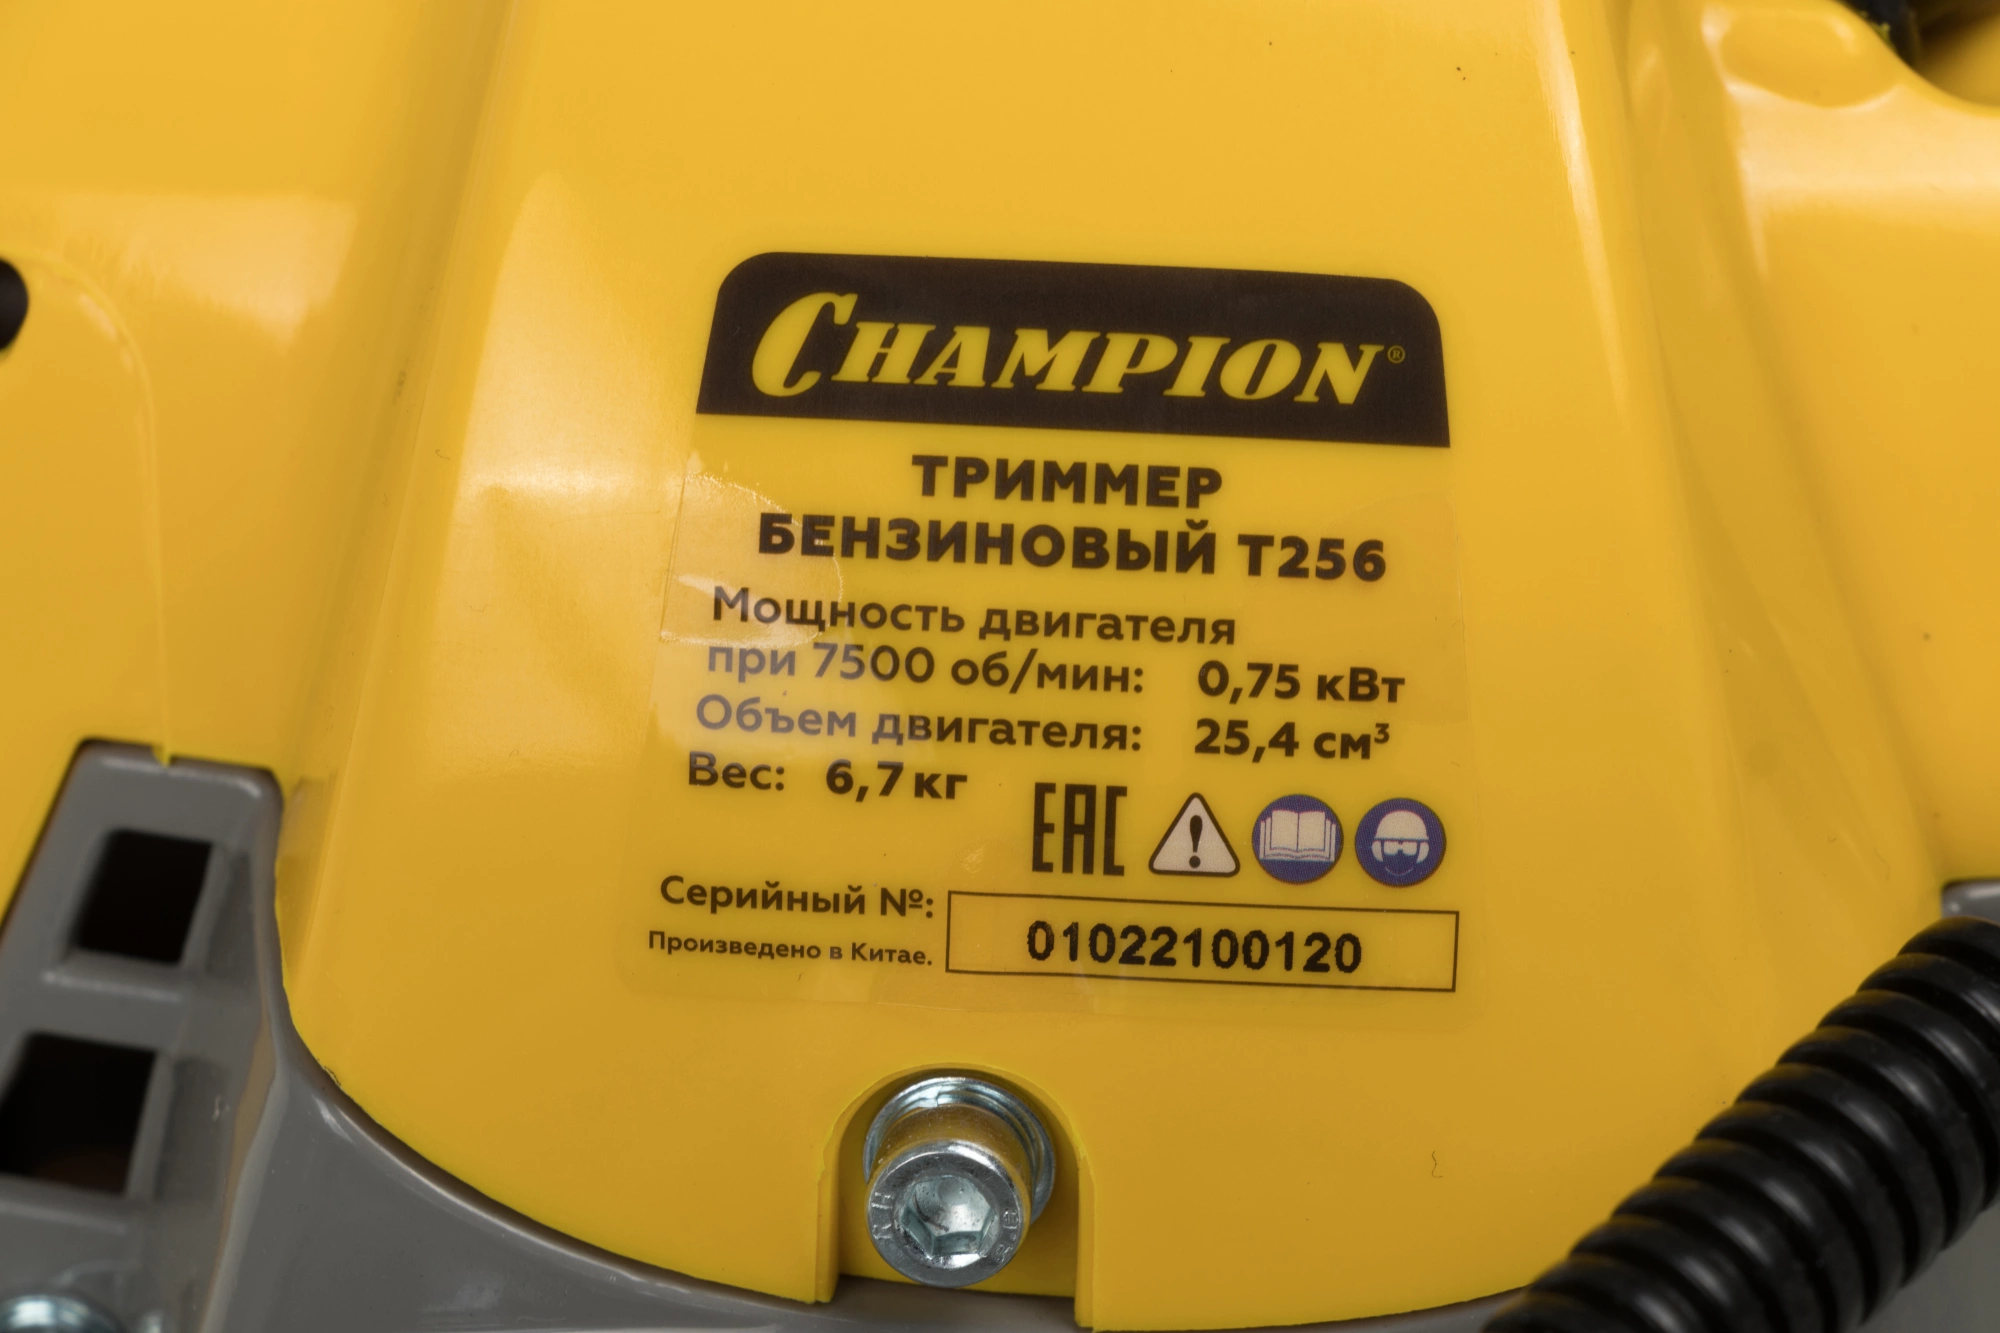 CHAMPION®
ТРИММЕР
БЕНЗИНОВЫЙ Т256
Мощность двигателя
при 7500 об/мин: 0,75 кВт
Объем двигателя: 25,4 см³
Вес: 6,7 кг
EAC
Серийный №: 01022100120
Произведено в Китае.